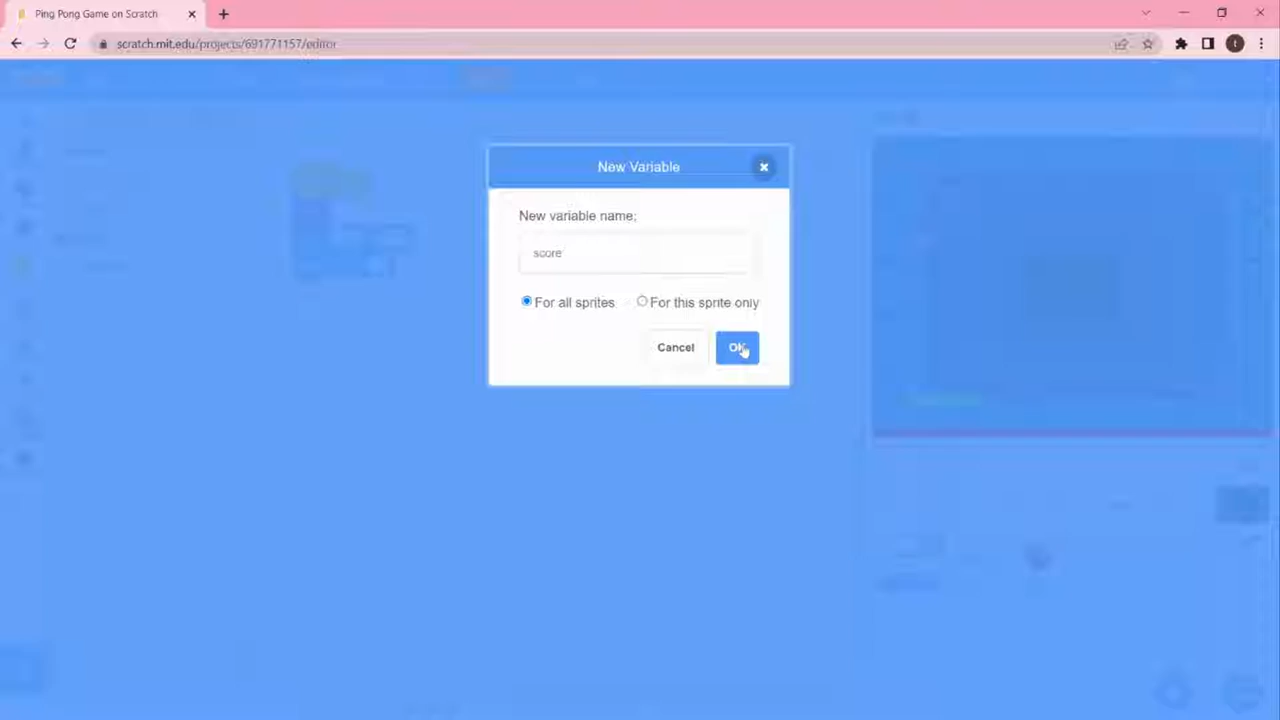 Ping Pong Game on Scratch
scratch.mit.edu/projects/691771157/editor
New Variable
New variable name:
score
For all sprites For this sprite only
Cancel OK